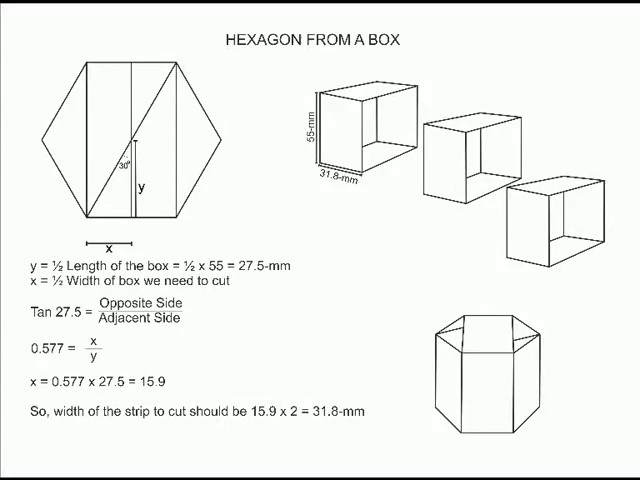 HEXAGON FROM A BOX
30°
y
x
55-mm
31.8-mm
y = ½ Length of the box = ½ x 55 = 27.5-mm
x = ½ Width of box we need to cut
Tan 27.5 = Opposite Side
Adjacent Side
0.577 = x
y
x = 0.577 x 27.5 = 15.9
So, width of the strip to cut should be 15.9 x 2 = 31.8-mm